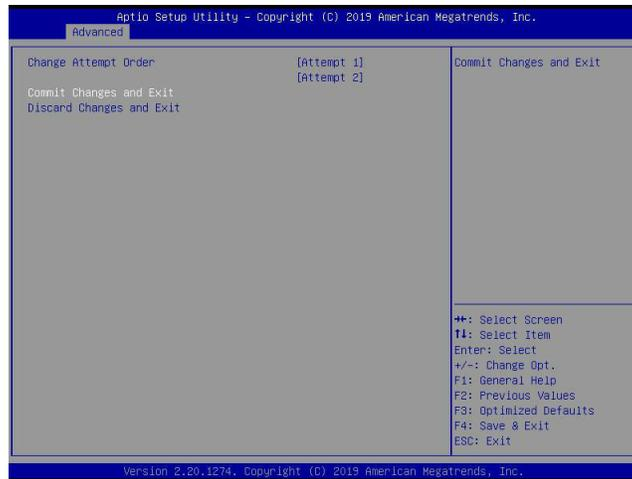 Aptio Setup Utility – Copyright (C) 2019 American Megatrends, Inc.
Advanced
Change Attempt Order [Attempt 1]
[Attempt 2]
Commit Changes and Exit
Discard Changes and Exit
Commit Changes and Exit
→←: Select Screen
↑↓: Select Item
Enter: Select
+/-: Change Opt.
F1: General Help
F2: Previous Values
F3: Optimized Defaults
F4: Save & Exit
ESC: Exit
Version 2.20.1274. Copyright (C) 2019 American Megatrends, Inc.